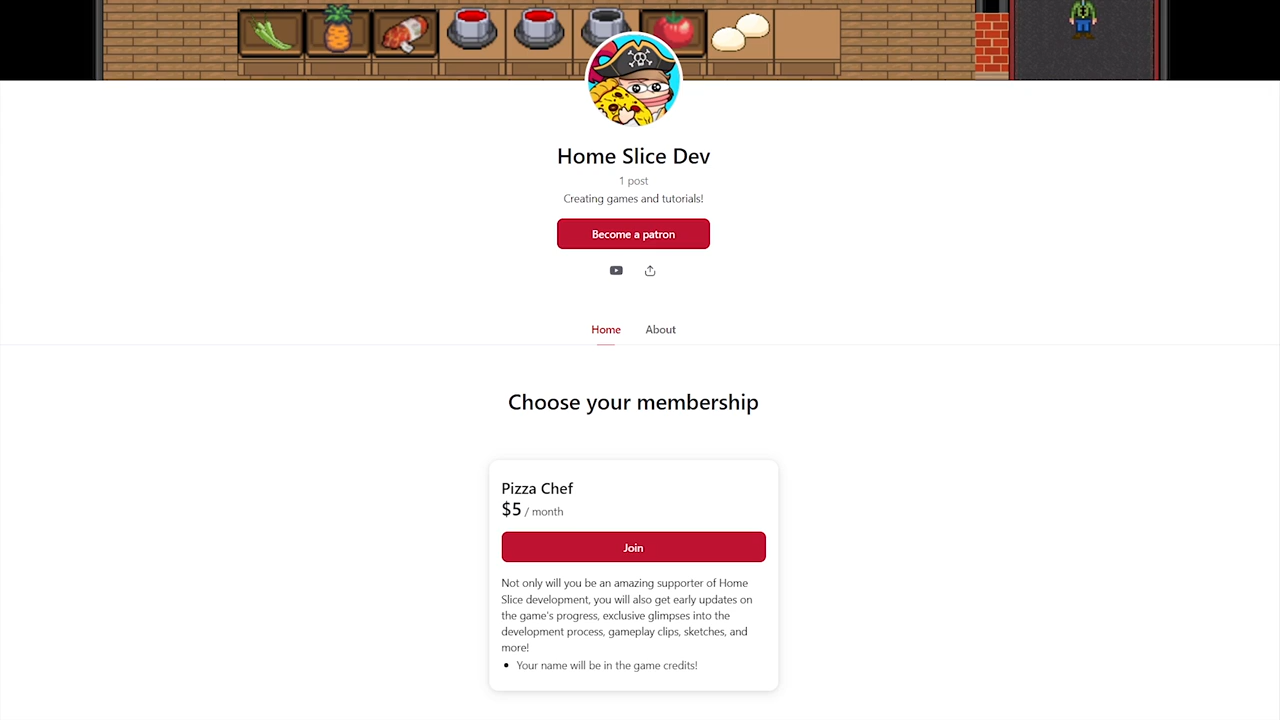 Home Slice Dev
1 post
Creating games and tutorials!
Become a patron
Home About
Choose your membership
Pizza Chef
$5 / month
Join
Not only will you be an amazing supporter of Home
Slice development, you will also get early updates on
the game's progress, exclusive glimpses into the
development process, gameplay clips, sketches, and
more!
• Your name will be in the game credits!